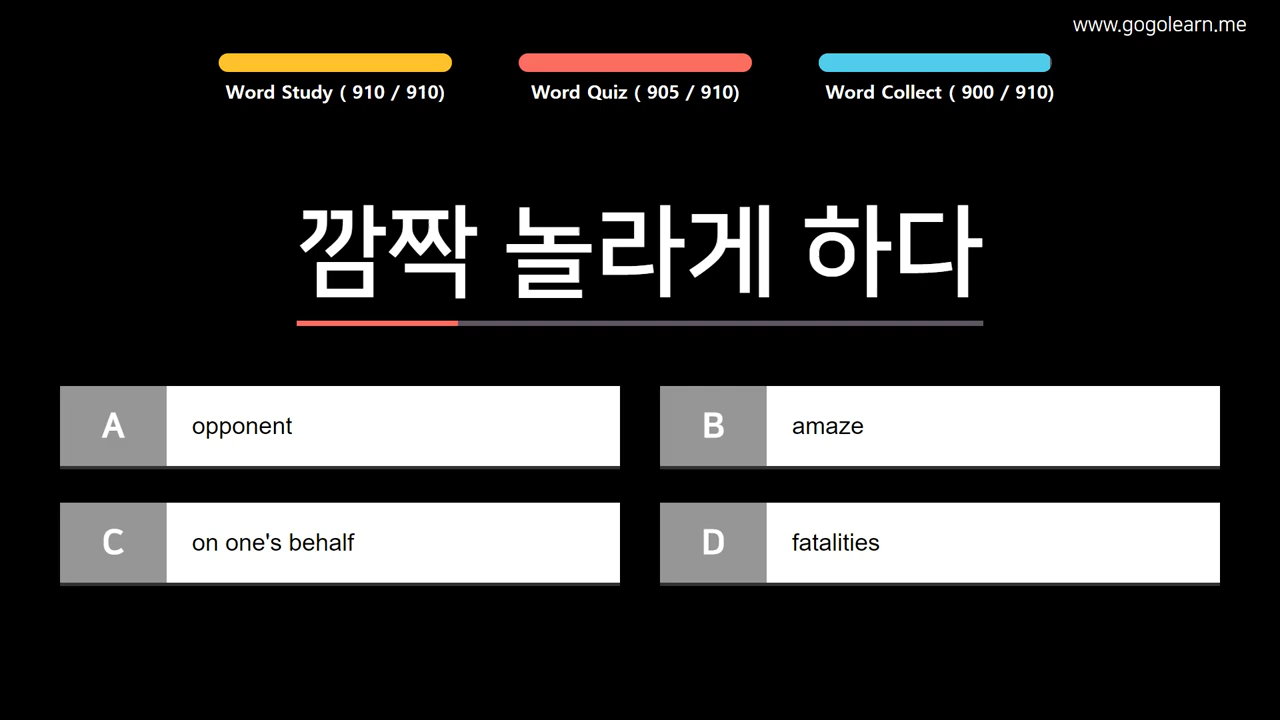 www.gogolearn.me
Word Study ( 910 / 910)
Word Quiz ( 905 / 910)
Word Collect ( 900 / 910)
깜짝 놀라게 하다
A opponent
B amaze
C on one's behalf
D fatalities